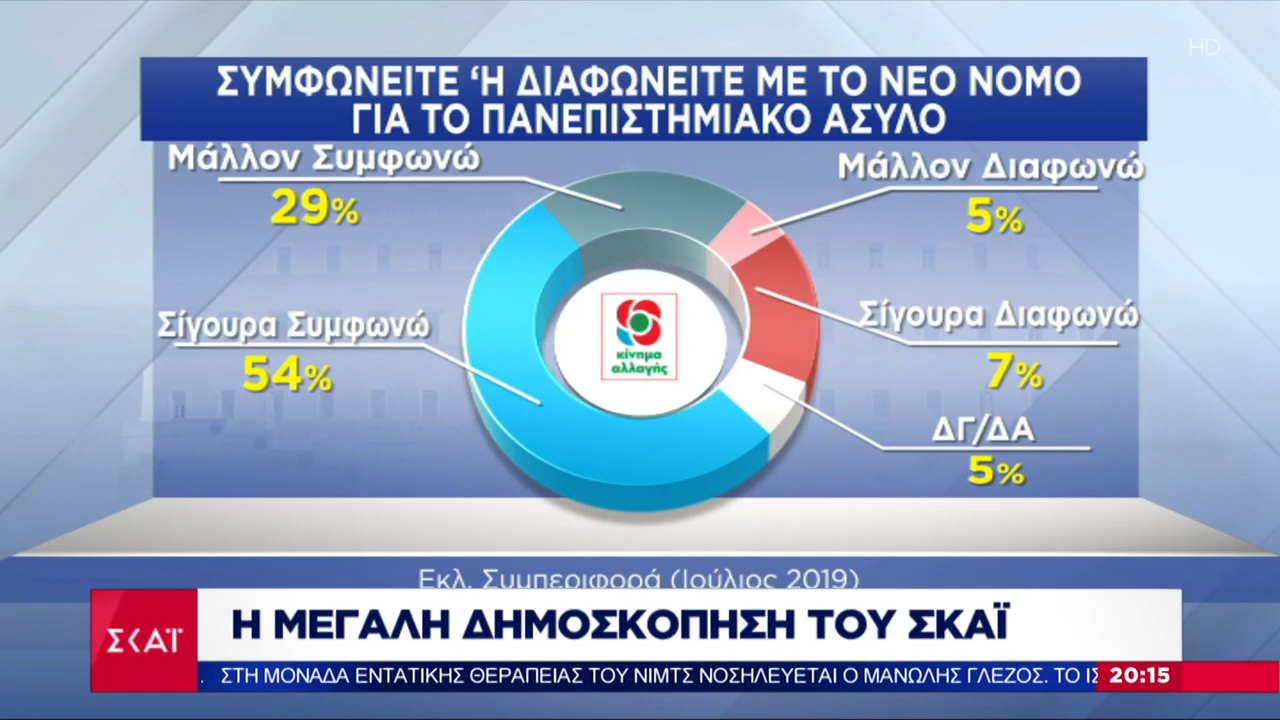 HD
ΣΥΜΦΩΝΕΙΤΕ ‘Η ΔΙΑΦΩΝΕΙΤΕ ΜΕ ΤΟ ΝΕΟ ΝΟΜΟ
ΓΙΑ ΤΟ ΠΑΝΕΠΙΣΤΗΜΙΑΚΟ ΑΣΥΛΟ
Μάλλον Συμφωνώ
29%
Μάλλον Διαφωνώ
5%
Σίγουρα Συμφωνώ
54%
Σίγουρα Διαφωνώ
7%
κίνημα
αλλαγής
ΔΓ/ΔΑ
5%
Εκλ. Συμπεριφορά (Ιούλιος 2019)
ΣΚΑΪ
Η ΜΕΓΑΛΗ ΔΗΜΟΣΚΟΠΗΣΗ ΤΟΥ ΣΚΑΪ
. ΣΤΗ ΜΟΝΑΔΑ ΕΝΤΑΤΙΚΗΣ ΘΕΡΑΠΕΙΑΣ ΤΟΥ ΝΙΜΤΣ ΝΟΣΗΛΕΥΕΤΑΙ Ο ΜΑΝΩΛΗΣ ΓΛΕΖΟΣ. ΤΟ ΙΣ
20:15